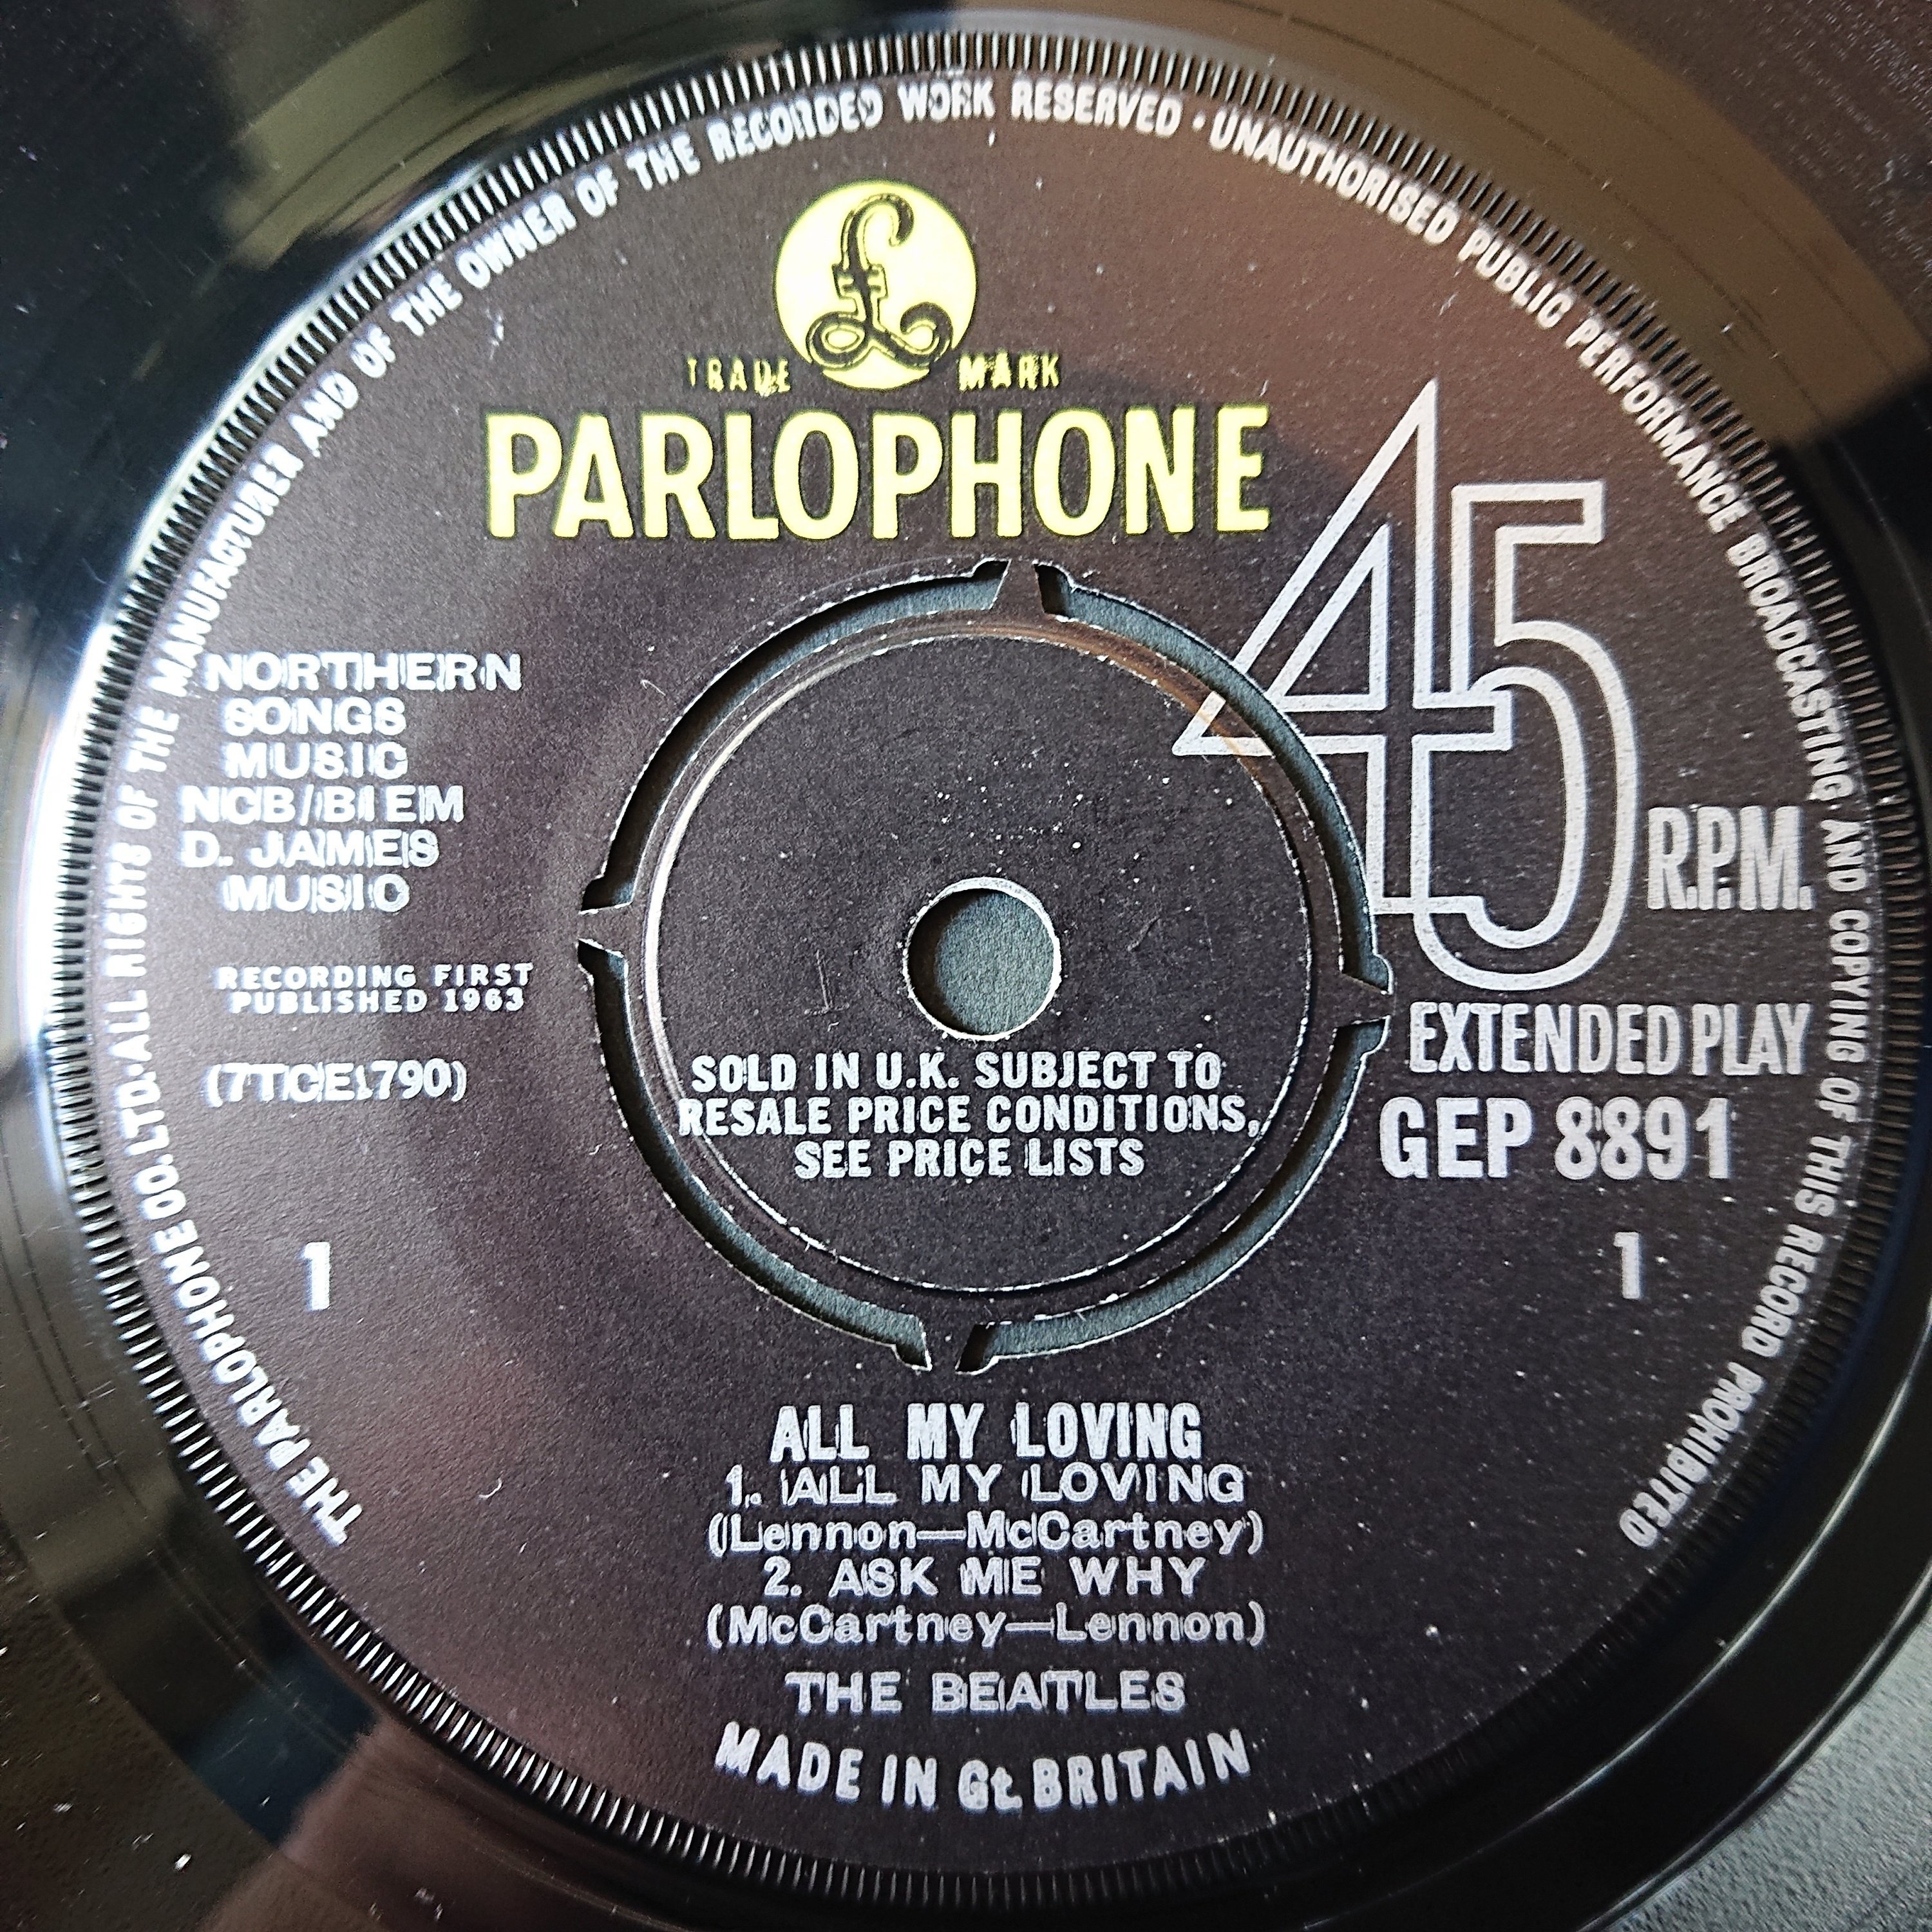 THE PARLOPHONE CO. LTD. ALL RIGHTS OF THE MANUFACTURER AND OF THE OWNER OF THE RECORDED WORK RESERVED · UNAUTHORISED PUBLIC PERFORMANCE BROADCASTING AND COPYING OF THIS RECORD PROHIBITED
£
TRADE MARK
PARLOPHONE
45
R.P.M.
NORTHERN
SONGS
MUSIC
NCB/BIEM
D. JAMES
MUSIC
RECORDING FIRST
PUBLISHED 1963
(7TCE.1790)
EXTENDED PLAY
GEP 8891
SOLD IN U.K. SUBJECT TO
RESALE PRICE CONDITIONS,
SEE PRICE LISTS
1
1
ALL MY LOVING
1. ALL MY LOVING
(Lennon—McCartney)
2. ASK ME WHY
(McCartney—Lennon)
THE BEATLES
MADE IN Gt. BRITAIN